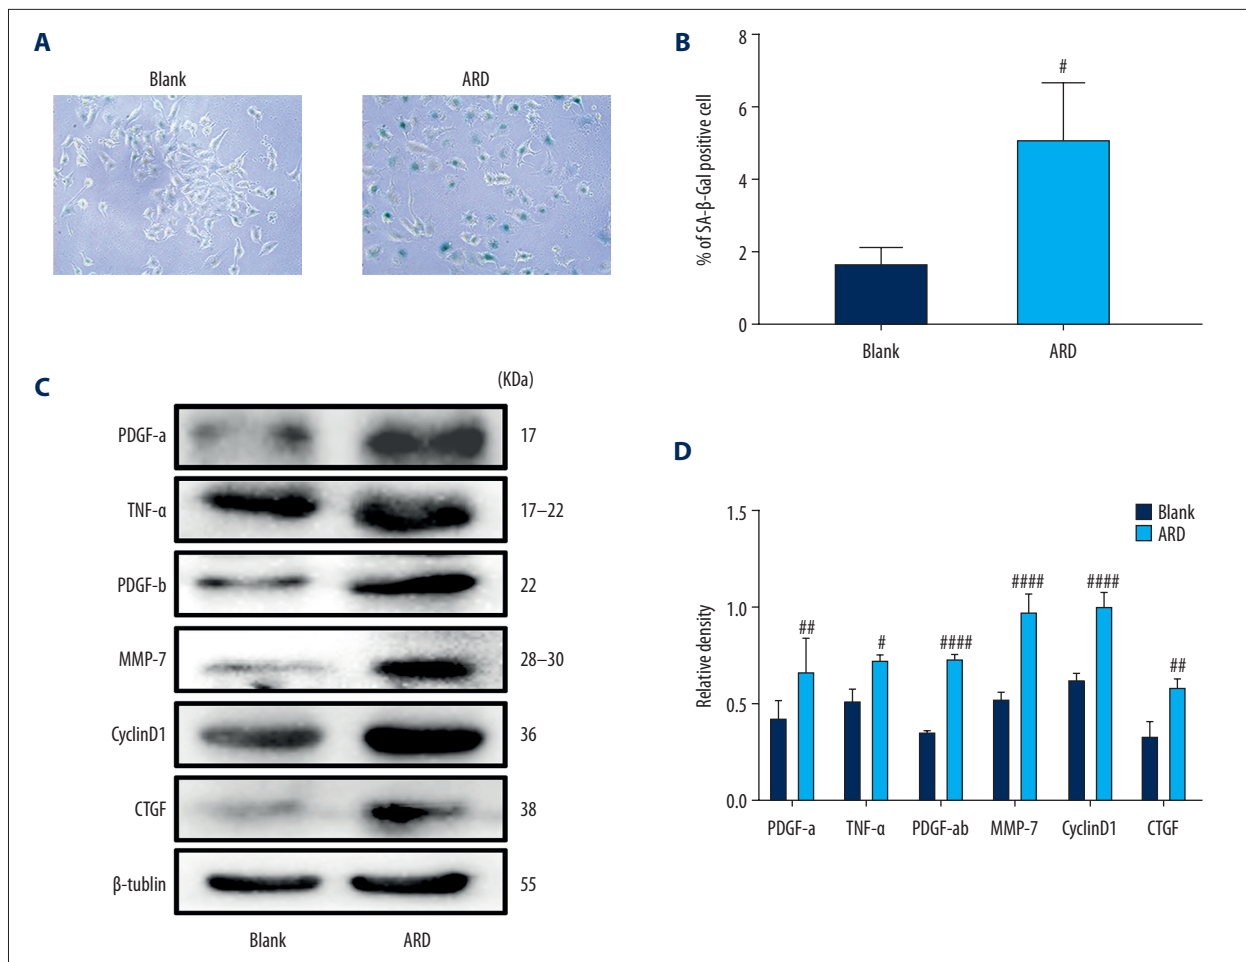 A
Blank
ARD
B
8
6
4
2
0
% of SA-β-Gal positive cell
#
Blank
ARD
C
(KDa)
PDGF-a
17
TNF-α
17–22
PDGF-b
22
MMP-7
28–30
CyclinD1
36
CTGF
38
β-tublin
55
Blank
ARD
D
1.5
1.0
0.5
0.0
Relative density
Blank
ARD
##
#
####
####
####
##
PDGF-a
TNF-α
PDGF-ab
MMP-7
CyclinD1
CTGF